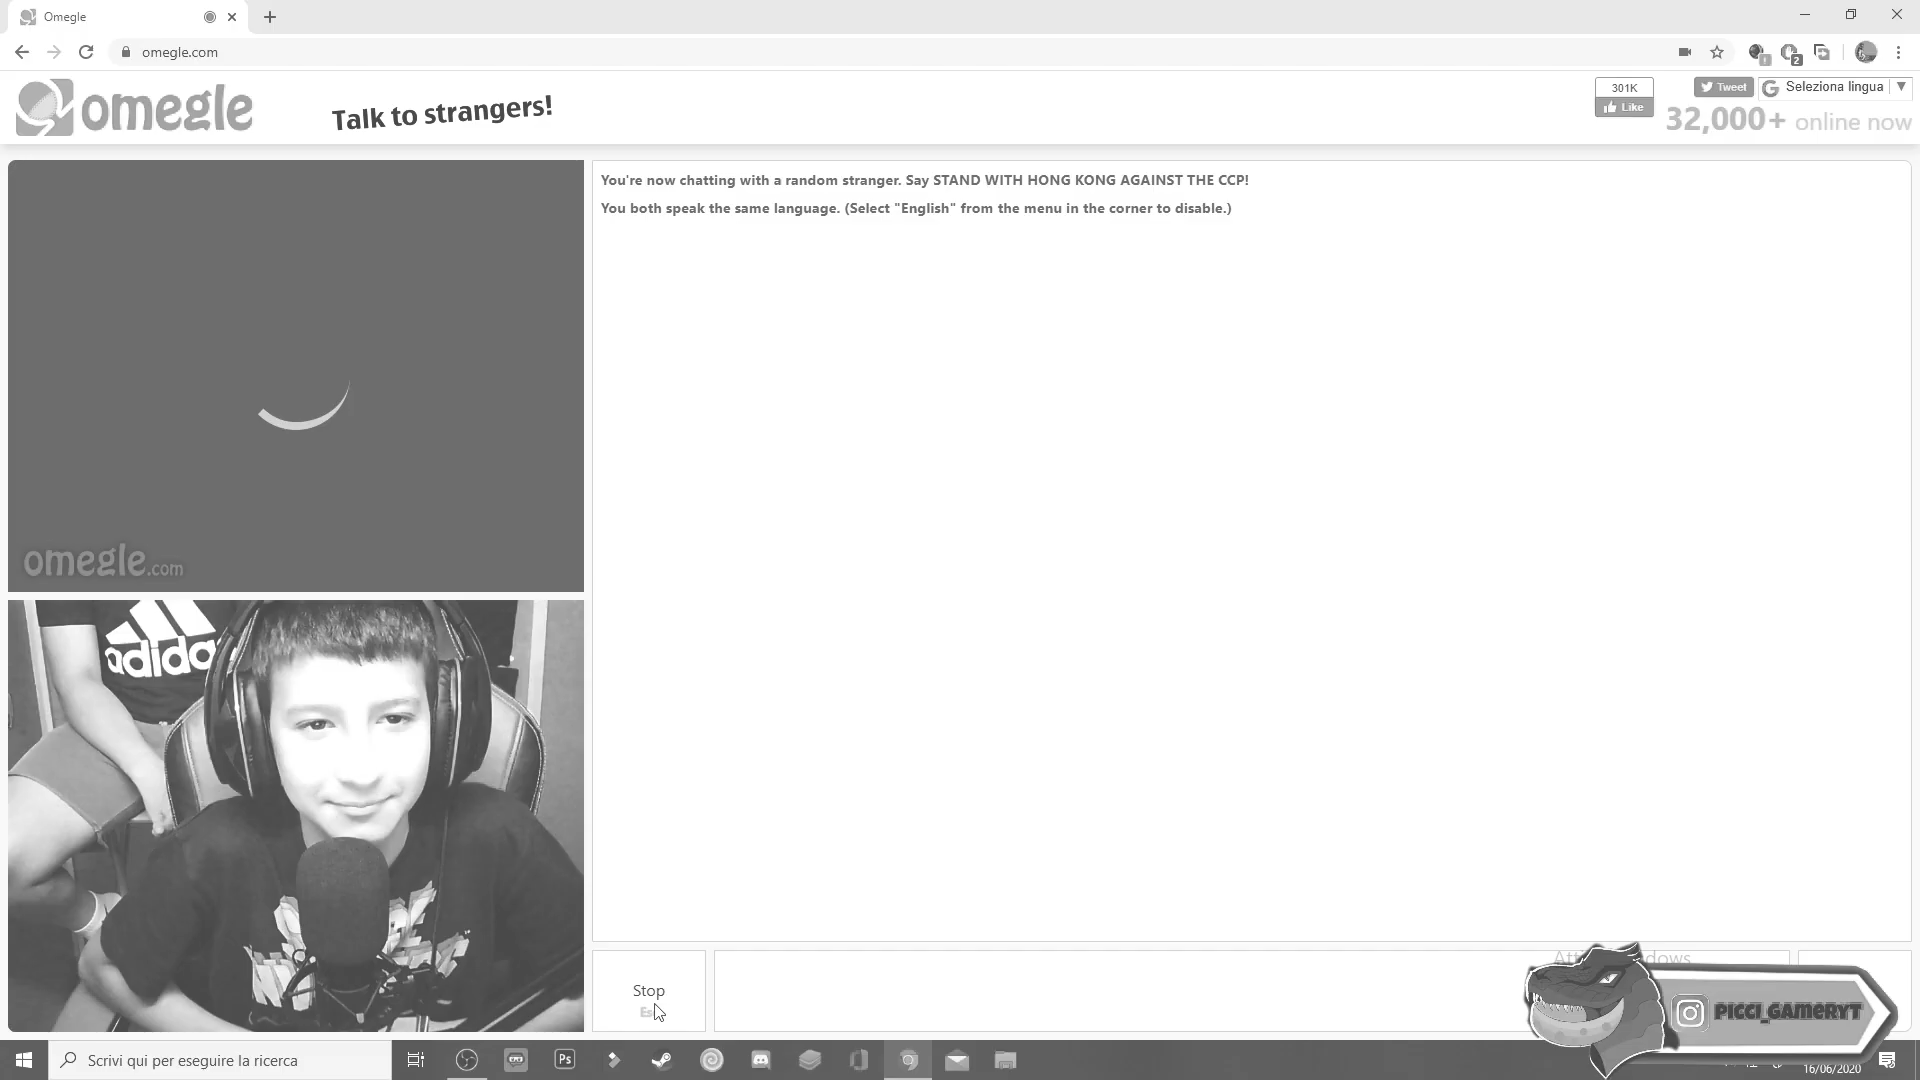 Omegle
omegle.com
omegle
Talk to strangers!
301K
Like
Tweet
Seleziona lingua
32,000+ online now
You're now chatting with a random stranger. Say STAND WITH HONG KONG AGAINST THE CCP!
You both speak the same language. (Select "English" from the menu in the corner to disable.)
omegle.com
adidas
Stop
PICCI_GAMERYT
Scrivi qui per eseguire la ricerca
Ps
16/06/2020